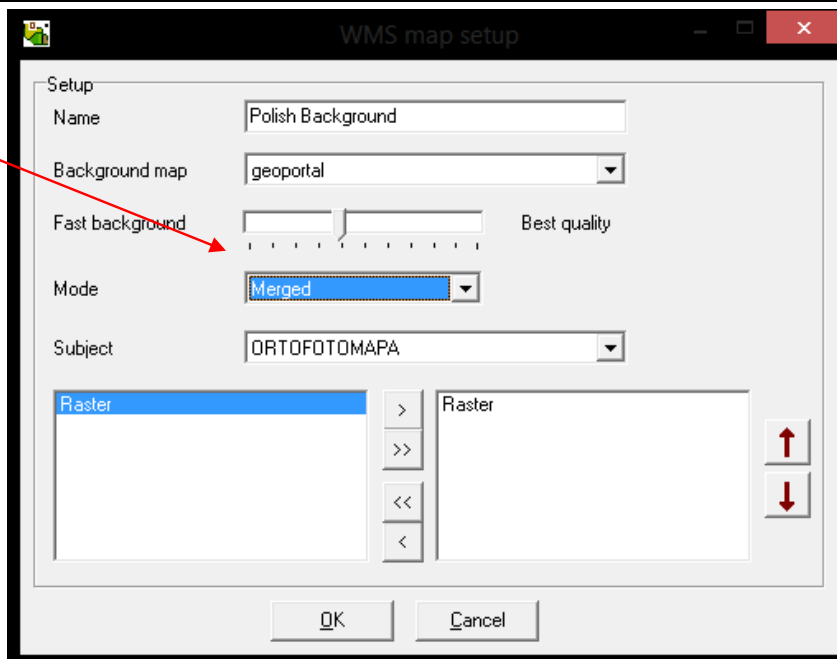 WMS map setup
Setup
Name Polish Background
Background map geoportal
Fast background Best quality
Mode Merged
Subject ORTOFOTOMAPA
Raster > Raster
>>
<<
<
OK Cancel